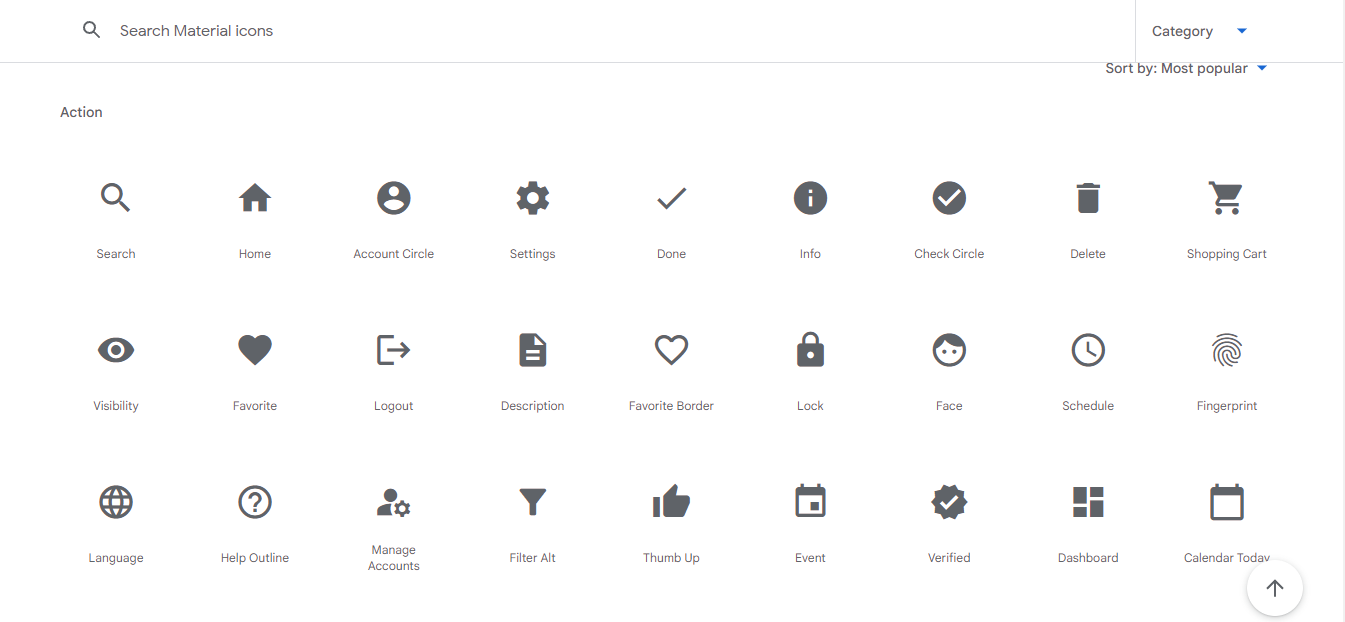 Search Material icons
Category
Sort by: Most popular
Action
Search
Home
Account Circle
Settings
Done
Info
Check Circle
Delete
Shopping Cart
Visibility
Favorite
Logout
Description
Favorite Border
Lock
Face
Schedule
Fingerprint
Language
Help Outline
Manage
Accounts
Filter Alt
Thumb Up
Event
Verified
Dashboard
Calendar Today